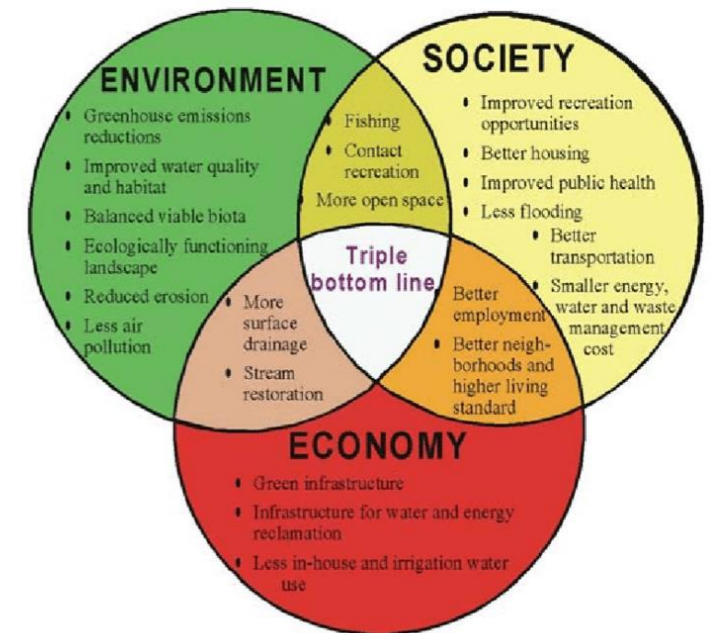 ENVIRONMENT
• Greenhouse emissions
reductions
• Improved water quality
and habitat
• Balanced viable biota
• Ecologically functioning
landscape
• Reduced erosion
• Less air
pollution
• Fishing
• Contact
recreation
• More open space
SOCIETY
• Improved recreation
opportunities
• Better housing
• Improved public health
• Less flooding
• Better
transportation
• Smaller energy,
water and waste
management
cost
Triple
bottom line
• More
surface
drainage
• Stream
restoration
Better
employment
• Better neigh-
borhoods and
higher living
standard
ECONOMY
• Green infrastructure
• Infrastructure for water and energy
reclamation
• Less in-house and irrigation water
use